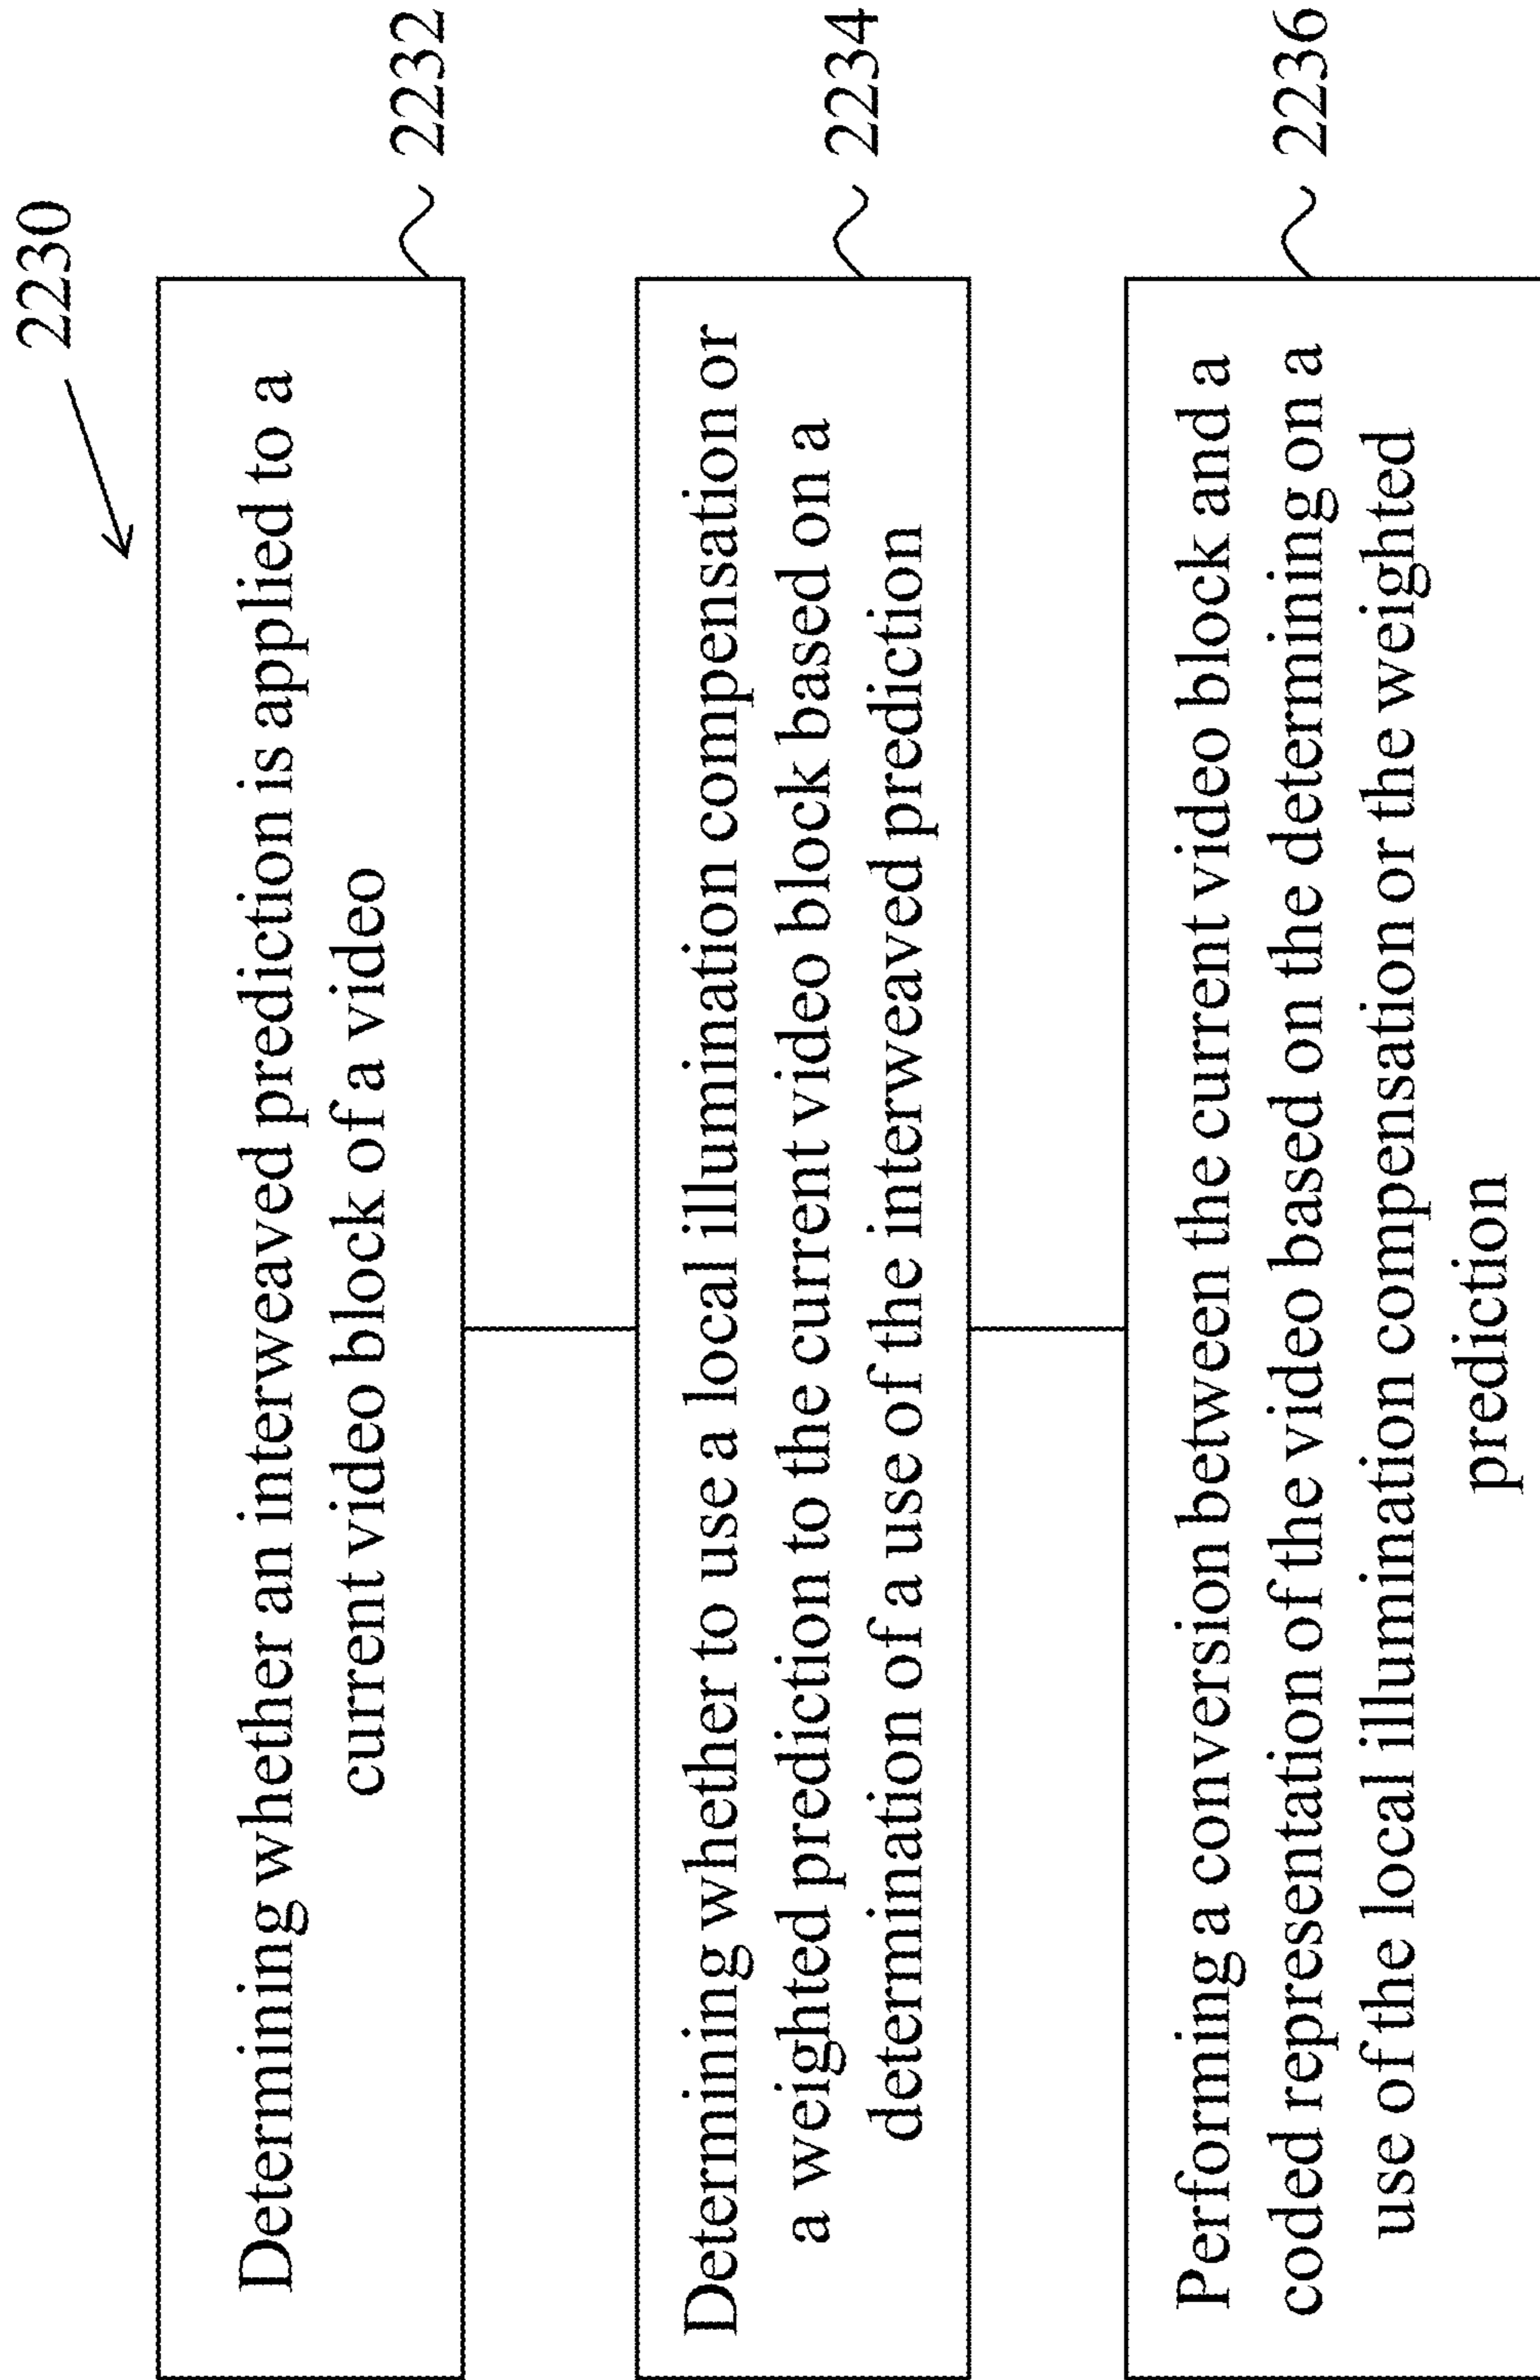 2230
Determining whether an interweaved prediction is applied to a
current video block of a video
2232
Determining whether to use a local illumination compensation or
a weighted prediction to the current video block based on a
determination of a use of the interweaved prediction
2234
Performing a conversion between the current video block and a
coded representation of the video based on the determining on a
use of the local illumination compensation or the weighted
prediction
2236